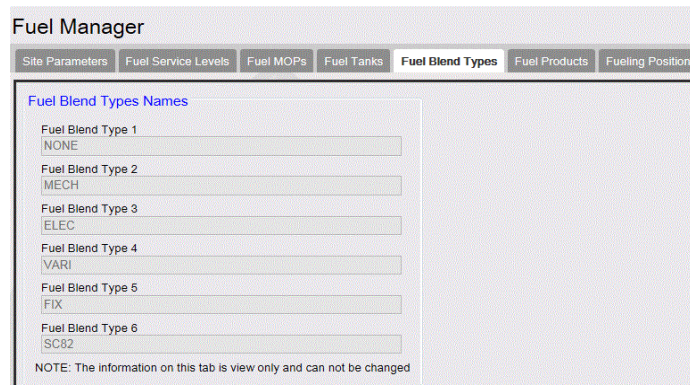 Fuel Manager
Site Parameters Fuel Service Levels Fuel MOPs Fuel Tanks Fuel Blend Types Fuel Products Fueling Position
Fuel Blend Types Names
Fuel Blend Type 1
NONE
Fuel Blend Type 2
MECH
Fuel Blend Type 3
ELEC
Fuel Blend Type 4
VARI
Fuel Blend Type 5
FIX
Fuel Blend Type 6
SC82
NOTE: The information on this tab is view only and can not be changed